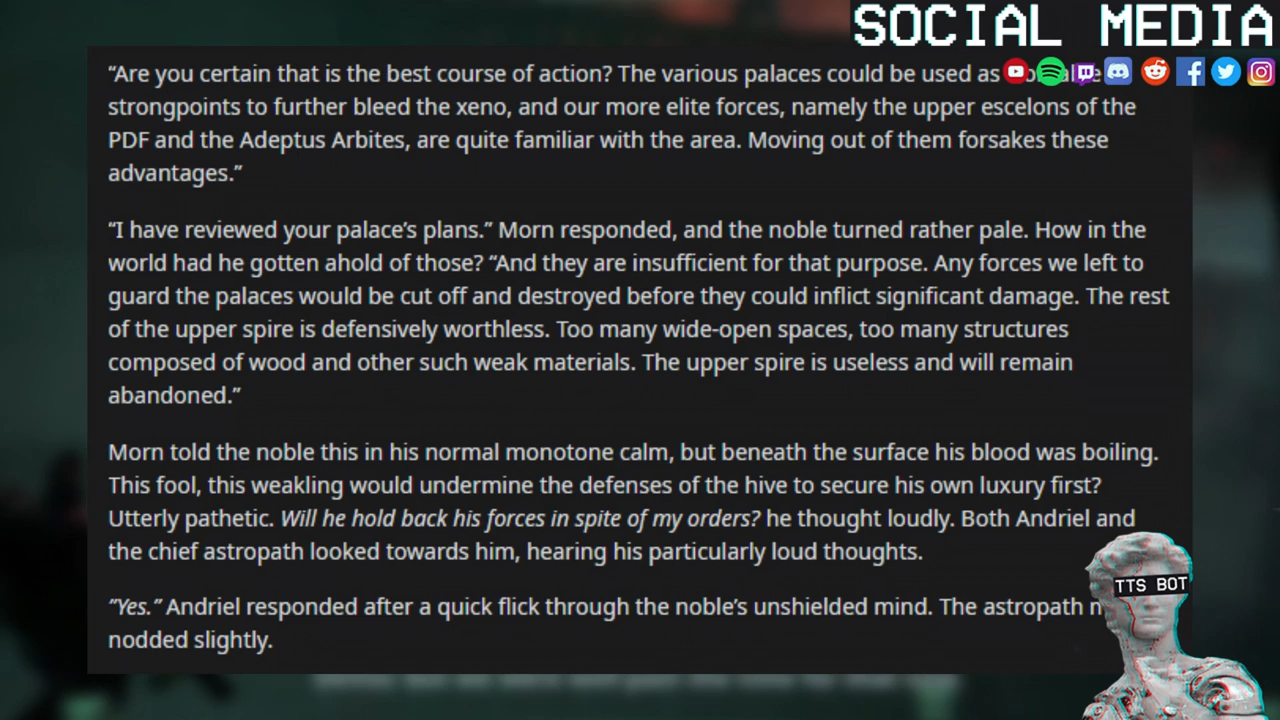 SOCIAL MEDIA
“Are you certain that is the best course of action? The various palaces could be used as
strongpoints to further bleed the xeno, and our more elite forces, namely the upper escelons of the
PDF and the Adeptus Arbites, are quite familiar with the area. Moving out of them forsakes these
advantages.”
“I have reviewed your palace’s plans.” Morn responded, and the noble turned rather pale. How in the
world had he gotten ahold of those? “And they are insufficient for that purpose. Any forces we left to
guard the palaces would be cut off and destroyed before they could inflict significant damage. The rest
of the upper spire is defensively worthless. Too many wide-open spaces, too many structures
composed of wood and other such weak materials. The upper spire is useless and will remain
abandoned.”
Morn told the noble this in his normal monotone calm, but beneath the surface his blood was boiling.
This fool, this weakling would undermine the defenses of the hive to secure his own luxury first?
Utterly pathetic. Will he hold back his forces in spite of my orders? he thought loudly. Both Andriel and
the chief astropath looked towards him, hearing his particularly loud thoughts.
“Yes.” Andriel responded after a quick flick through the noble’s unshielded mind. The astropath
nodded slightly.
TTS BOT